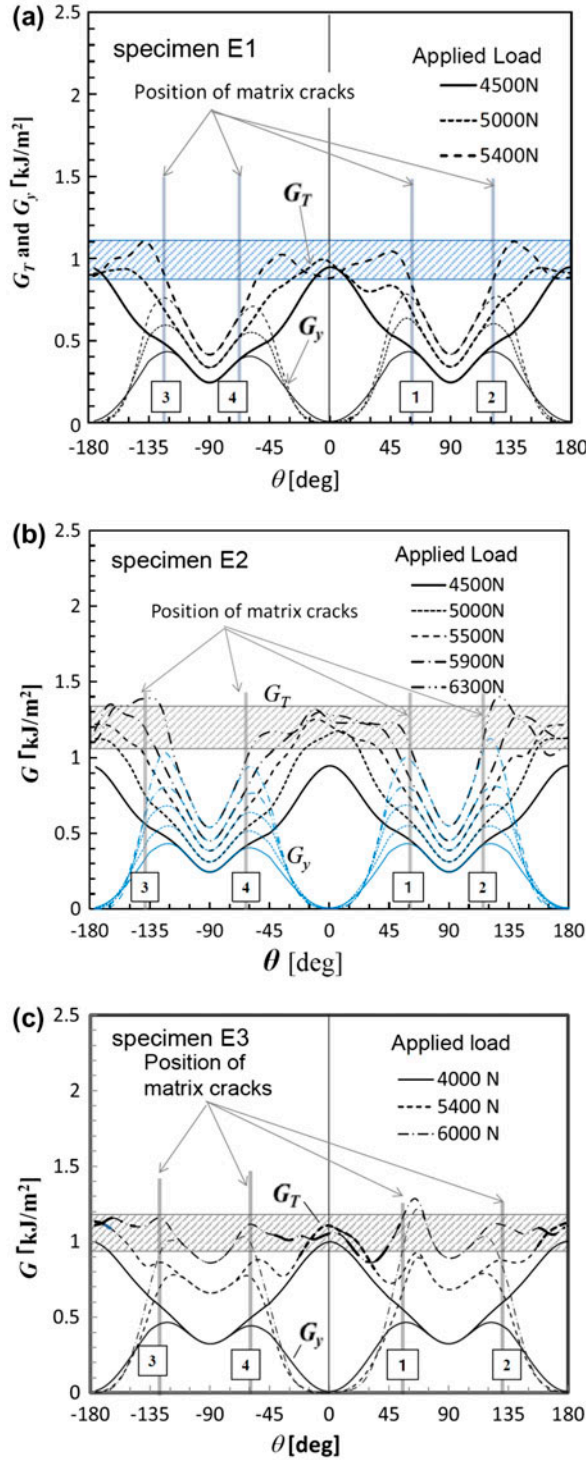 (a)
specimen E1
Applied Load
4500N
5000N
5400N
Position of matrix cracks
G_T
G_y
G_T and G_y [kJ/m²]
2.5
2
1.5
1
0.5
0
3
4
1
2
-180 -135 -90 -45 0 45 90 135 180
θ [deg]
(b)
specimen E2
Applied Load
4500N
5000N
5500N
5900N
6300N
Position of matrix cracks
G_T
G_y
G [kJ/m²]
2.5
2
1.5
1
0.5
0
3
4
1
2
-180 -135 -90 -45 0 45 90 135 180
θ [deg]
(c)
specimen E3
Position of
matrix cracks
Applied load
4000 N
5400 N
6000 N
G_T
G_y
G [kJ/m²]
2.5
2
1.5
1
0.5
0
3
4
1
2
-180 -135 -90 -45 0 45 90 135 180
θ [deg]